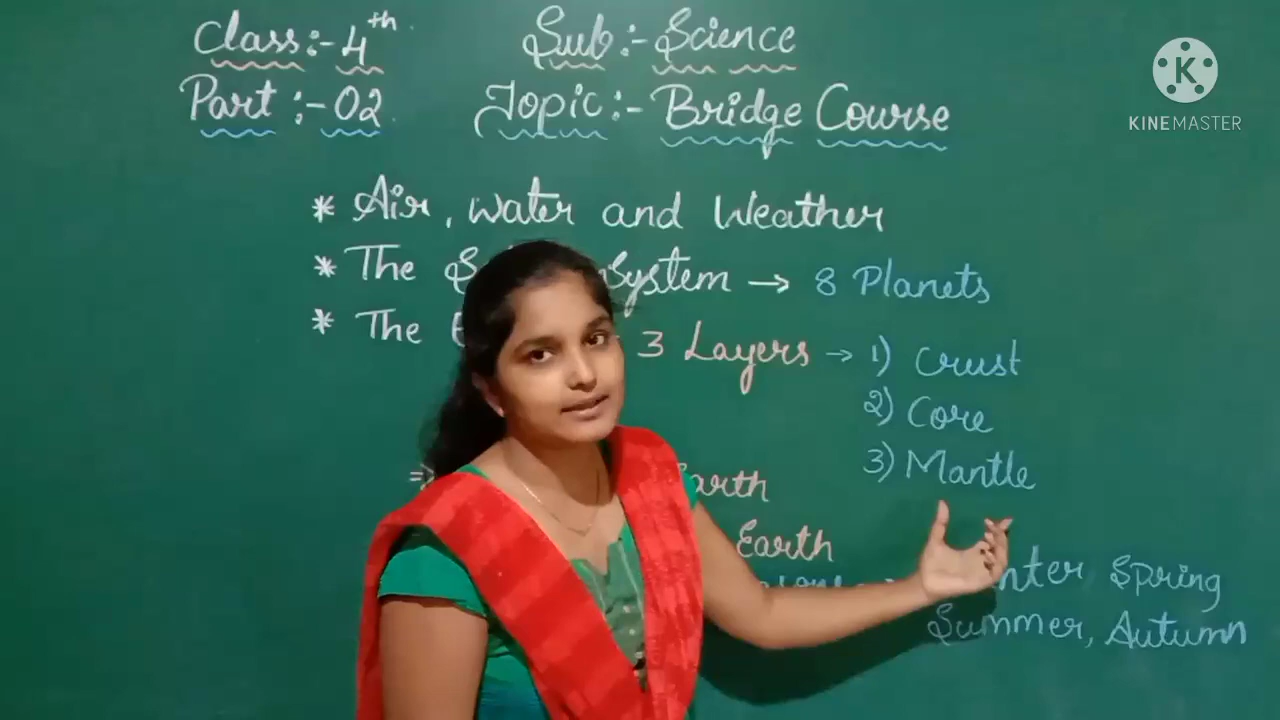 Class:- 4th Sub:- Science
Part:- 02 Topic:- Bridge Course
* Air, Water and Weather
* The System → 8 Planets
* The 3 Layers → 1) Crust
2) Core
3) Mantle
Earth
Earth
Spring
Summer, Autumn
K
KINEMASTER